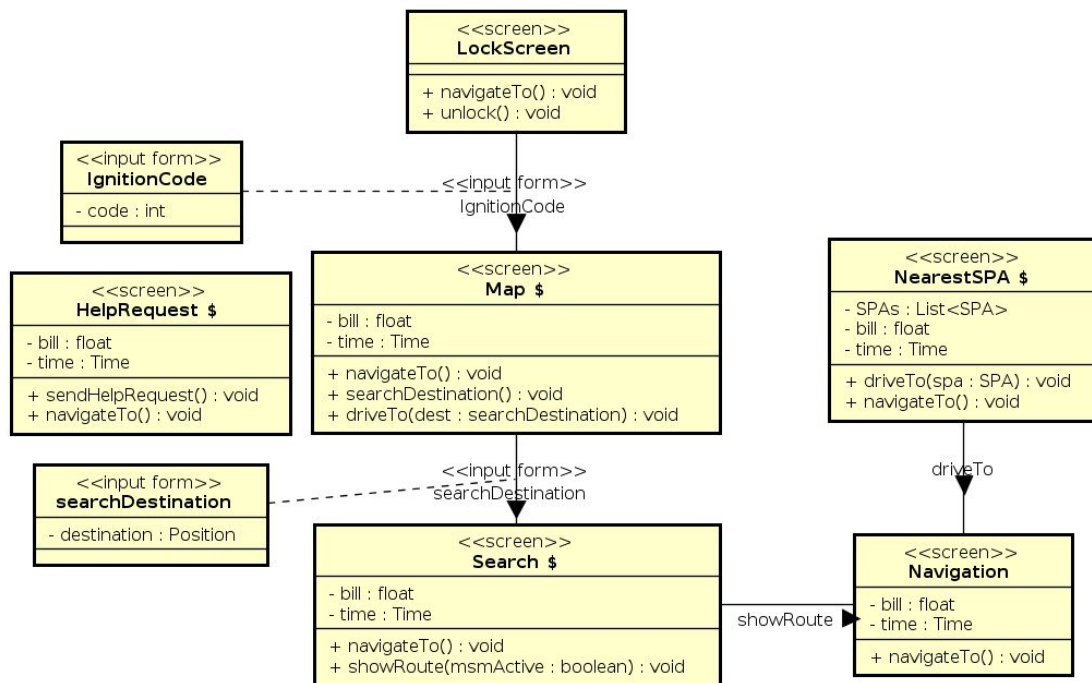 <<screen>>
LockScreen
+ navigateTo() : void
+ unlock() : void
<<input form>>
IgnitionCode
- code : int
<<input form>>
IgnitionCode
<<screen>>
HelpRequest $
- bill : float
- time : Time
+ sendHelpRequest() : void
+ navigateTo() : void
<<screen>>
Map $
- bill : float
- time : Time
+ navigateTo() : void
+ searchDestination() : void
+ driveTo(dest : searchDestination) : void
<<screen>>
NearestSPA $
- SPAs : List<SPA>
- bill : float
- time : Time
+ driveTo(spa : SPA) : void
+ navigateTo() : void
<<input form>>
searchDestination
- destination : Position
<<input form>>
searchDestination
driveTo
<<screen>>
Search $
- bill : float
- time : Time
+ navigateTo() : void
+ showRoute(msmActive : boolean) : void
showRoute
<<screen>>
Navigation
- bill : float
- time : Time
+ navigateTo() : void